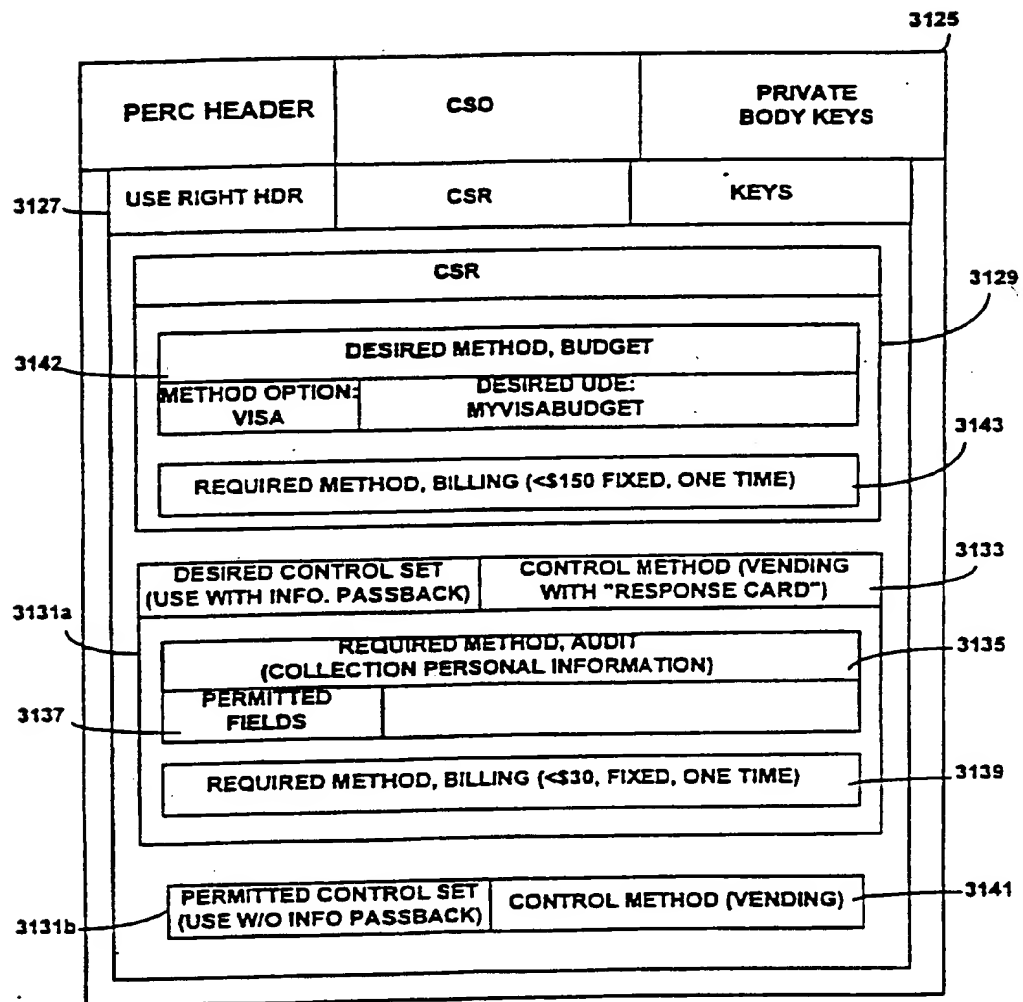 3125
PERC HEADER
CSO
PRIVATE
BODY KEYS
3127
USE RIGHT HDR
CSR
KEYS
CSR
3129
3142
DESIRED METHOD, BUDGET
METHOD OPTION:
VISA
DESIRED UDE:
MYVISABUDGET
3143
REQUIRED METHOD, BILLING (<$150 FIXED, ONE TIME)
3133
DESIRED CONTROL SET
(USE WITH INFO. PASSBACK)
CONTROL METHOD (VENDING
WITH "RESPONSE CARD")
3131a
REQUIRED METHOD, AUDIT
(COLLECTION PERSONAL INFORMATION)
3135
3137
PERMITTED
FIELDS
REQUIRED METHOD, BILLING (<$30, FIXED, ONE TIME)
3139
3131b
PERMITTED CONTROL SET
(USE W/O INFO PASSBACK)
CONTROL METHOD (VENDING)
3141